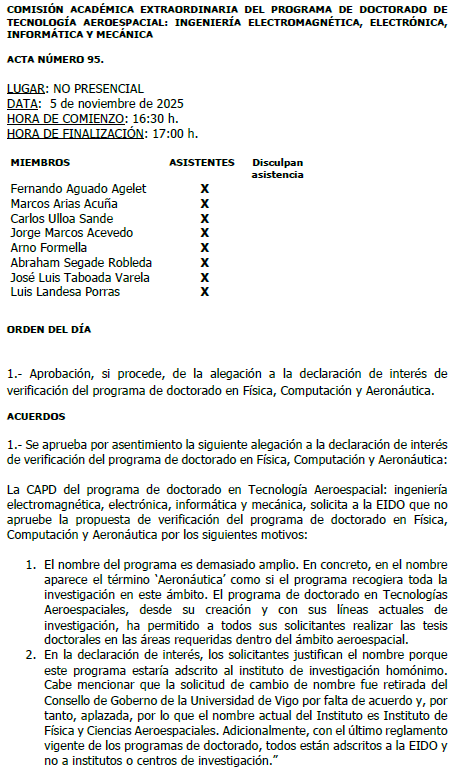 COMISIÓN ACADÉMICA EXTRAORDINARIA DEL PROGRAMA DE DOCTORADO DE
TECNOLOGÍA AEROESPACIAL: INGENIERÍA ELECTROMAGNÉTICA, ELECTRÓNICA,
INFORMÁTICA Y MECÁNICA
ACTA NÚMERO 95.
LUGAR: NO PRESENCIAL
DATA: 5 de noviembre de 2025
HORA DE COMIENZO: 16:30 h.
HORA DE FINALIZACIÓN: 17:00 h.
MIEMBROS ASISTENTES Disculpan
asistencia
Fernando Aguado Agelet X
Marcos Arias Acuña X
Carlos Ulloa Sande X
Jorge Marcos Acevedo X
Arno Formella X
Abraham Segade Robleda X
José Luis Taboada Varela X
Luis Landesa Porras X
ORDEN DEL DÍA
1.- Aprobación, si procede, de la alegación a la declaración de interés de
verificación del programa de doctorado en Física, Computación y Aeronáutica.
ACUERDOS
1.- Se aprueba por asentimiento la siguiente alegación a la declaración de interés
de verificación del programa de doctorado en Física, Computación y Aeronáutica:
La CAPD del programa de doctorado en Tecnología Aeroespacial: ingeniería
electromagnética, electrónica, informática y mecánica, solicita a la EIDO que no
apruebe la propuesta de verificación del programa de doctorado en Física,
Computación y Aeronáutica por los siguientes motivos:
1. El nombre del programa es demasiado amplio. En concreto, en el nombre
aparece el término ‘Aeronáutica’ como si el programa recogiera toda la
investigación en este ámbito. El programa de doctorado en Tecnologías
Aeroespaciales, desde su creación y con sus líneas actuales de
investigación, ha permitido a todos sus solicitantes realizar las tesis
doctorales en las áreas requeridas dentro del ámbito aeroespacial.
2. En la declaración de interés, los solicitantes justifican el nombre porque
este programa estaría adscrito al instituto de investigación homónimo.
Cabe mencionar que la solicitud de cambio de nombre fue retirada del
Consello de Goberno de la Universidad de Vigo por falta de acuerdo y, por
tanto, aplazada, por lo que el nombre actual del Instituto es Instituto de
Física y Ciencias Aeroespaciales. Adicionalmente, con el último reglamento
vigente de los programas de doctorado, todos están adscritos a la EIDO y
no a institutos o centros de investigación.”